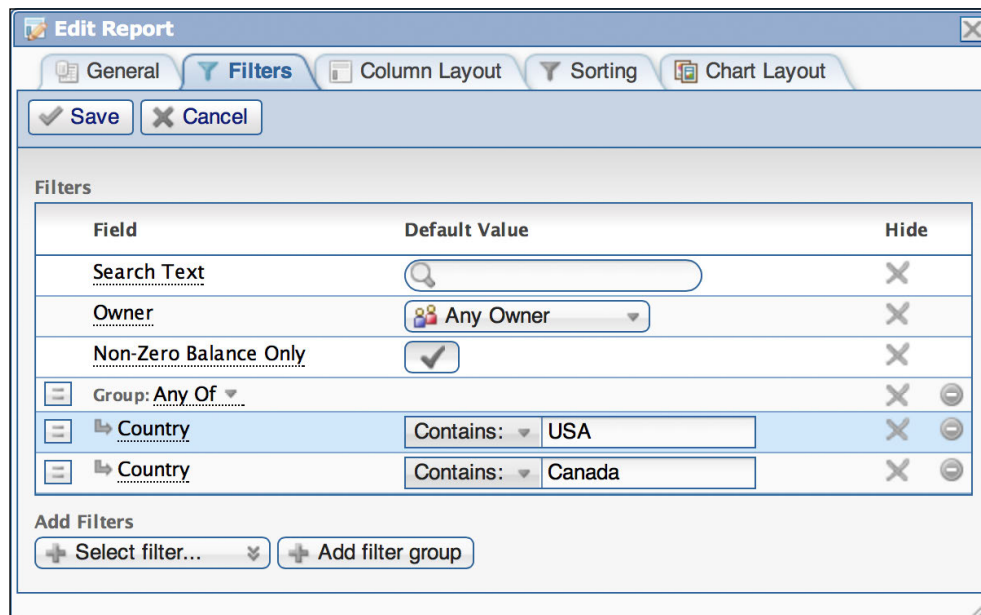 Edit Report
General Filters Column Layout Sorting Chart Layout
Save Cancel
Filters
Field Default Value Hide
Search Text
Owner Any Owner
Non-Zero Balance Only
Group: Any Of
Country Contains: USA
Country Contains: Canada
Add Filters
Select filter... Add filter group